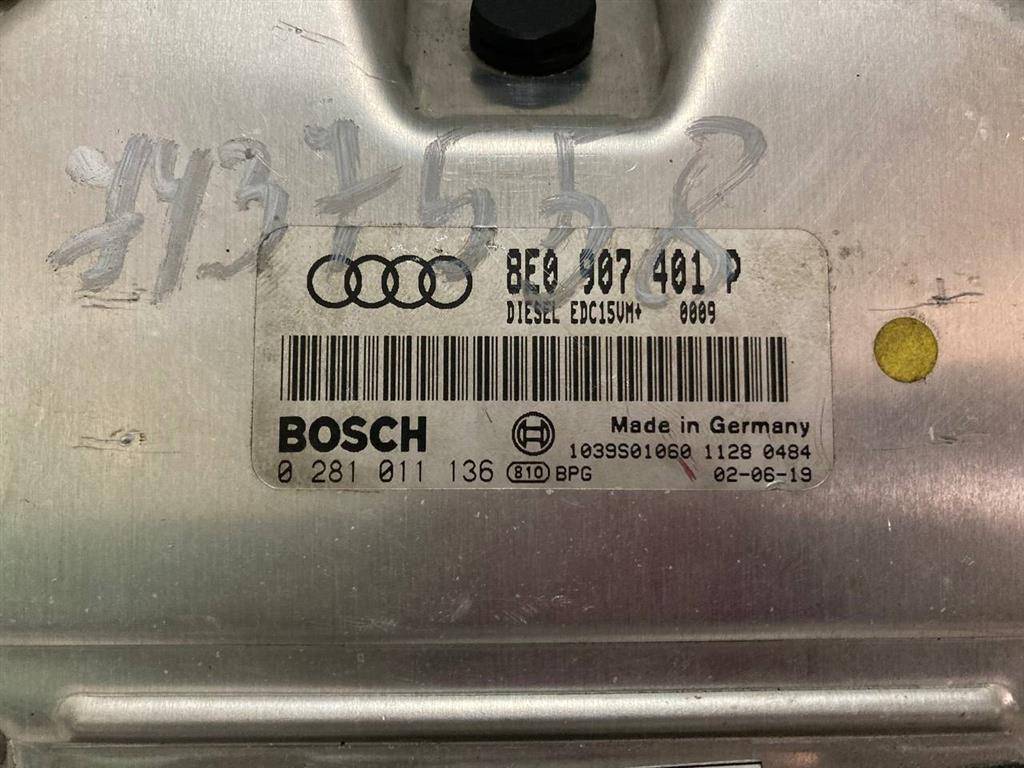 7437558
8E0 907 401 P
DIESEL EDC15VM+ 0009
BOSCH
Made in Germany
1039S01060 1128 0484
0 281 011 136 810 BPG 02-06-19